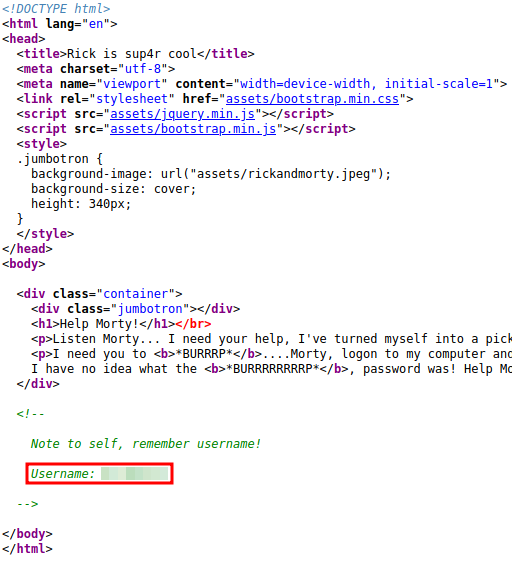 <!DOCTYPE html>
<html lang="en">
<head>
  <title>Rick is sup4r cool</title>
  <meta charset="utf-8">
  <meta name="viewport" content="width=device-width, initial-scale=1">
  <link rel="stylesheet" href="assets/bootstrap.min.css">
  <script src="assets/jquery.min.js"></script>
  <script src="assets/bootstrap.min.js"></script>
  <style>
  .jumbotron {
    background-image: url("assets/rickandmorty.jpeg");
    background-size: cover;
    height: 340px;
  }
  </style>
</head>
<body>
  <div class="container">
    <div class="jumbotron"></div>
    <h1>Help Morty!</h1></br>
    <p>Listen Morty... I need your help, I've turned myself into a pick
    <p>I need you to <b>*BURRRP*</b>....Morty, logon to my computer and
    I have no idea what the <b>*BURRRRRRRRP*</b>, password was! Help Mo
  </div>
  <!--
    Note to self, remember username!
    Username:
  -->
</body>
</html>